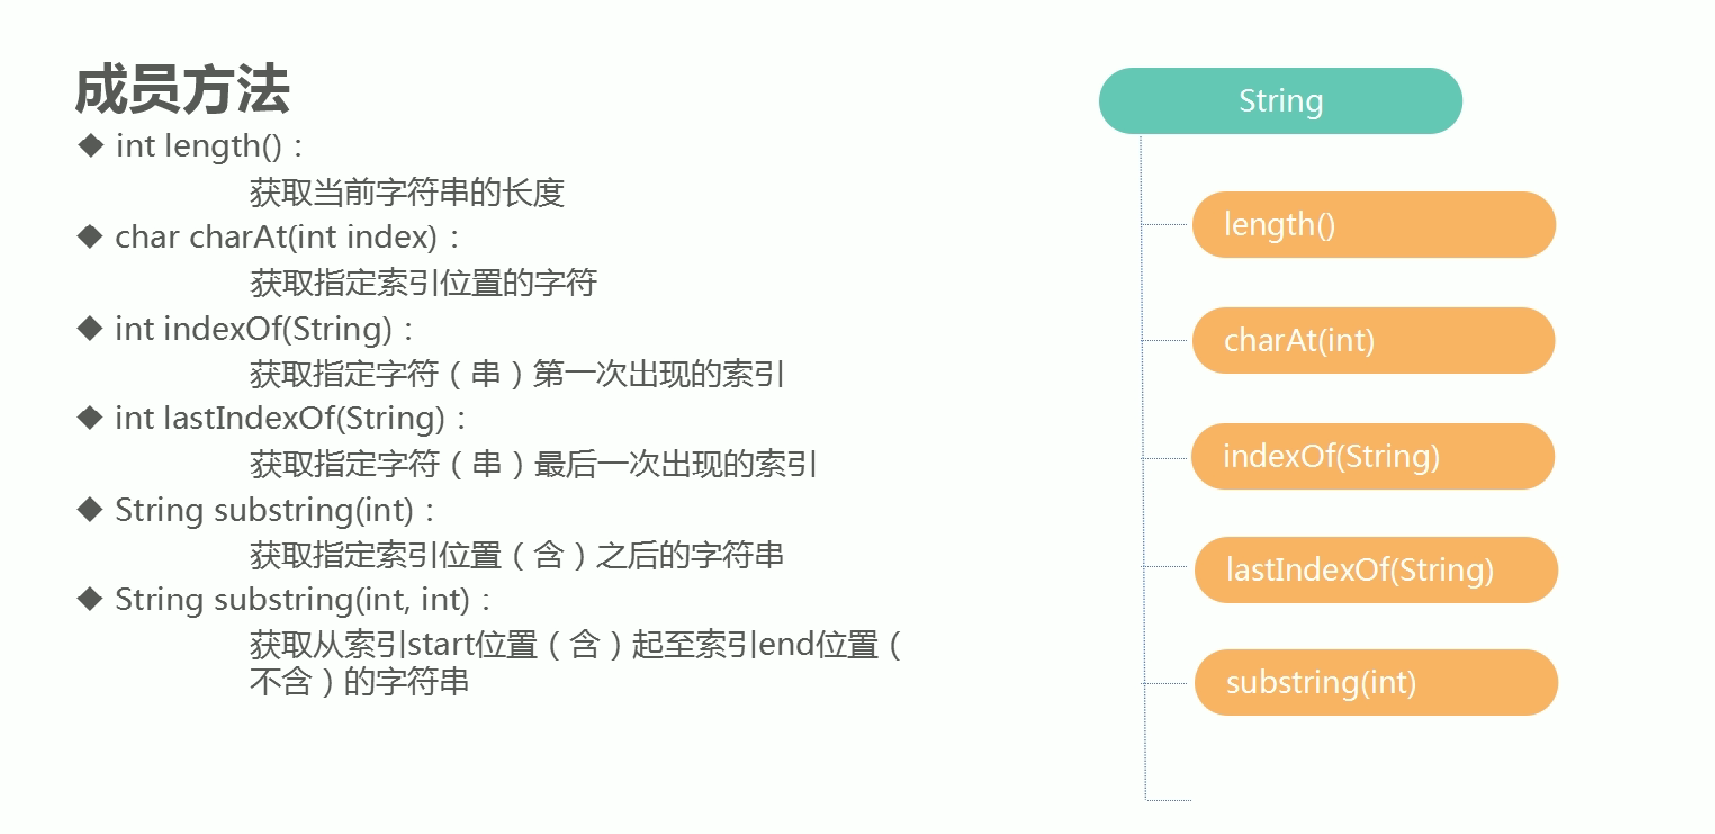 成员方法
◆ int length()：
获取当前字符串的长度
◆ char charAt(int index)：
获取指定索引位置的字符
◆ int indexOf(String)：
获取指定字符（串）第一次出现的索引
◆ int lastIndexOf(String)：
获取指定字符（串）最后一次出现的索引
◆ String substring(int)：
获取指定索引位置（含）之后的字符串
◆ String substring(int, int)：
获取从索引start位置（含）起至索引end位置（
不含）的字符串
String
length()
charAt(int)
indexOf(String)
lastIndexOf(String)
substring(int)